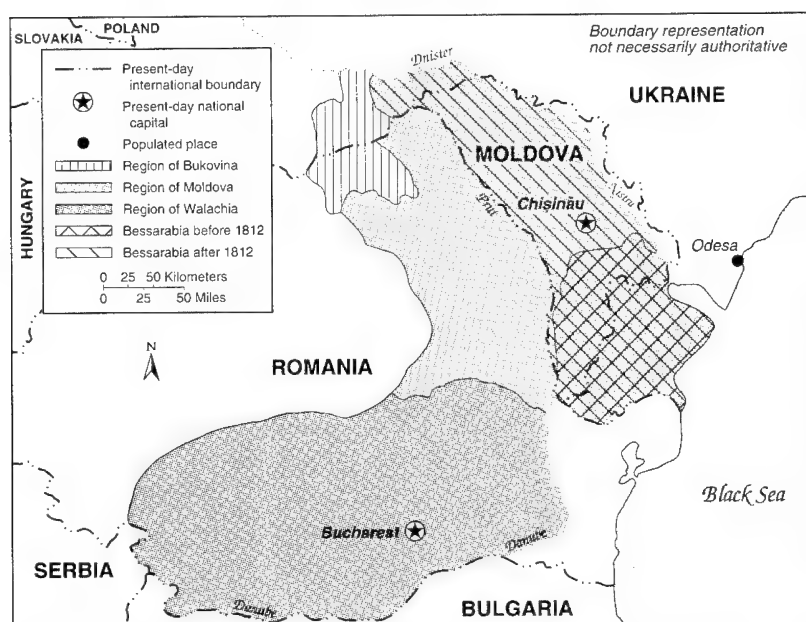 SLOVAKIA
POLAND
Boundary representation
not necessarily authoritative
Present-day
international boundary
Present-day national
capital
Populated place
Region of Bukovina
Region of Moldova
Region of Walachia
Bessarabia before 1812
Bessarabia after 1812
0 25 50 Kilometers
0 25 50 Miles
N
HUNGARY
Dnister
UKRAINE
MOLDOVA
Nistru
Prut
Chişinău
Odesa
ROMANIA
Black Sea
Bucharest
Danube
SERBIA
Danube
BULGARIA